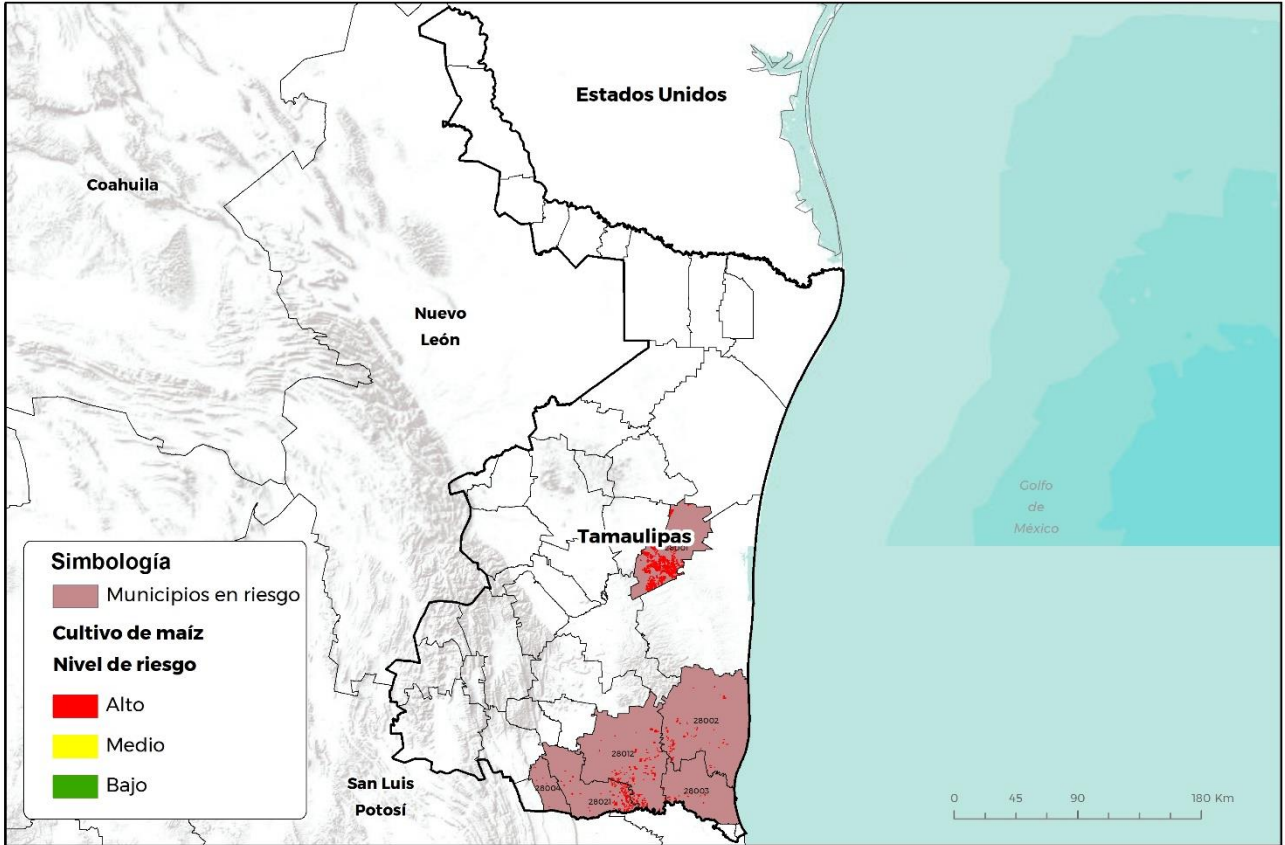 Estados Unidos
Coahuila
Nuevo
León
Golfo
de
México
Tamaulipas
28002
28012
28004
28021
28003
San Luis
Potosí
Simbología
Municipios en riesgo
Cultivo de maíz
Nivel de riesgo
Alto
Medio
Bajo
0 45 90 180 Km